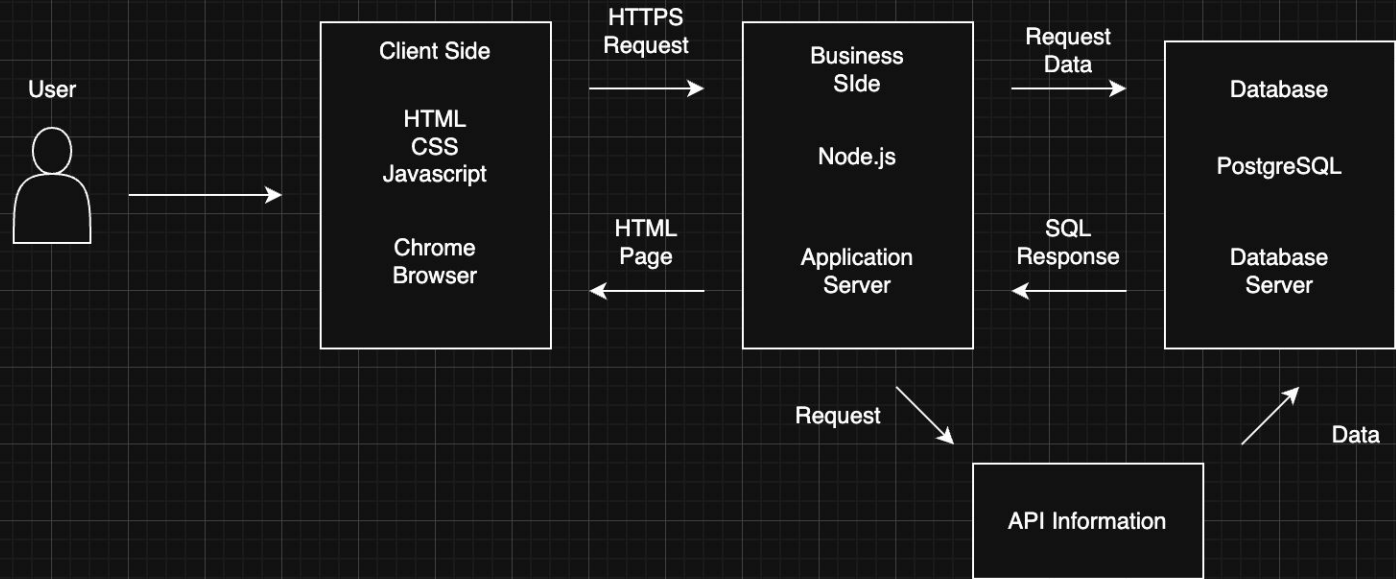 User
Client Side
HTML
CSS
Javascript
Chrome
Browser
HTTPS
Request
HTML
Page
Business
SIde
Node.js
Application
Server
Request
Data
SQL
Response
Database
PostgreSQL
Database
Server
Request
API Information
Data